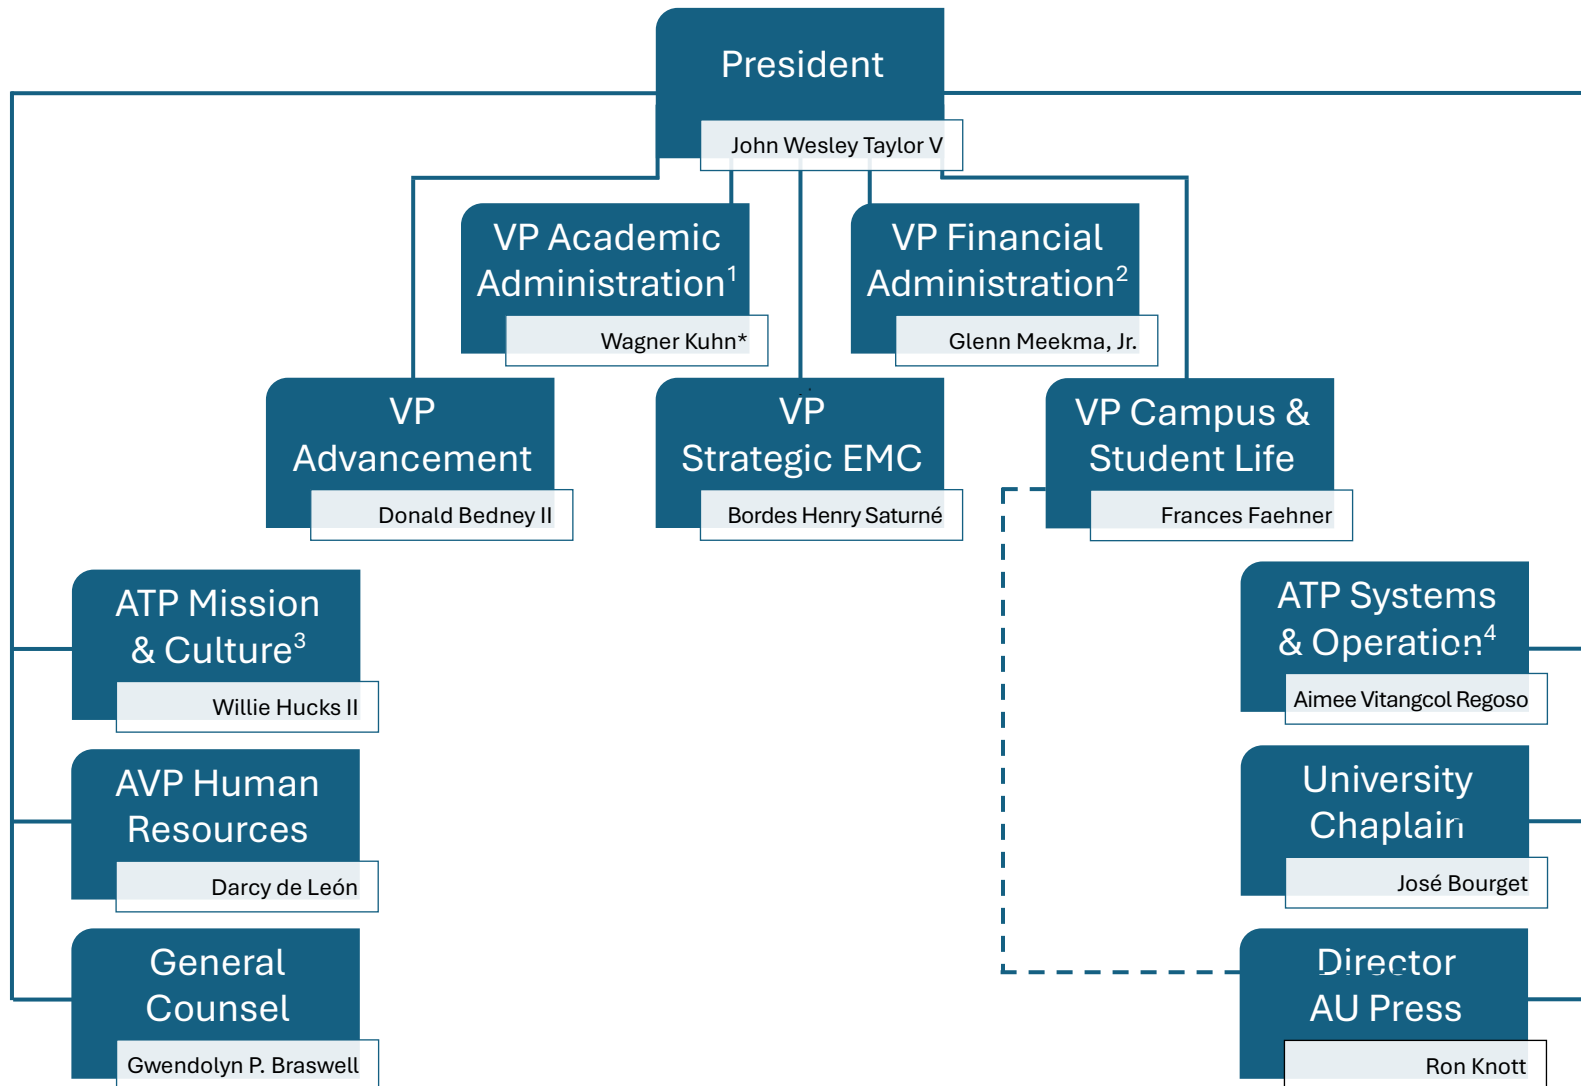 President
John Wesley Taylor V
VP Academic
Administration¹
Wagner Kuhn*
VP Financial
Administration²
Glenn Meekma, Jr.
VP
Advancement
Donald Bedney II
VP
Strategic EMC
Bordes Henry Saturné
VP Campus &
Student Life
Frances Faehner
ATP Mission
& Culture³
Willie Hucks II
ATP Systems
& Operation⁴
Aimee Vitangcol Regoso
AVP Human
Resources
Darcy de León
University
Chaplain
José Bourget
General
Counsel
Gwendolyn P. Braswell
Director
AU Press
Ron Knott